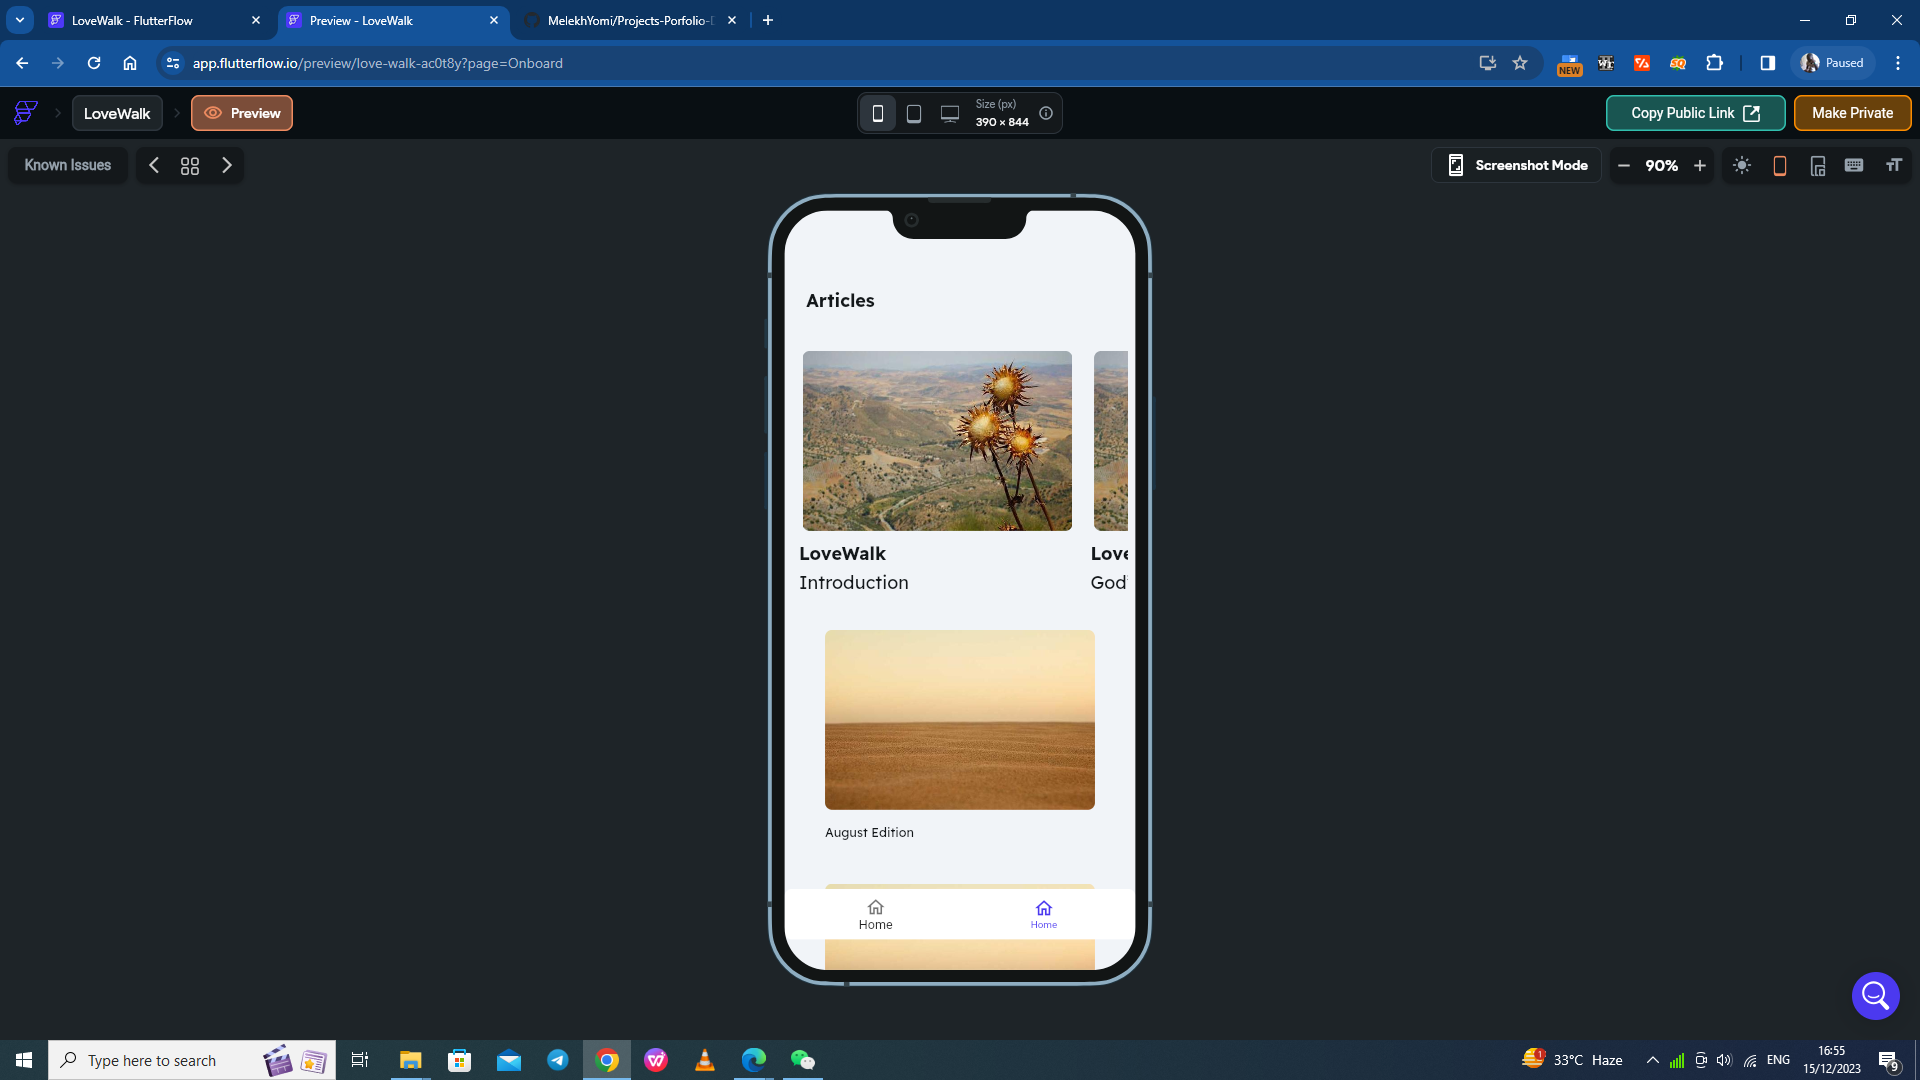 LoveWalk - FlutterFlow
Preview - LoveWalk
MelekhYomi/Projects-Porfolio-
app.flutterflow.io/preview/love-walk-ac0t8y?page=Onboard
NEW
Paused
LoveWalk
Preview
Size (px)
390 × 844
Copy Public Link
Make Private
Known Issues
Screenshot Mode
90%
Articles
LoveWalk
Introduction
Love
God'
August Edition
Home
Home
Type here to search
33°C Haze
ENG
16:55
15/12/2023
9